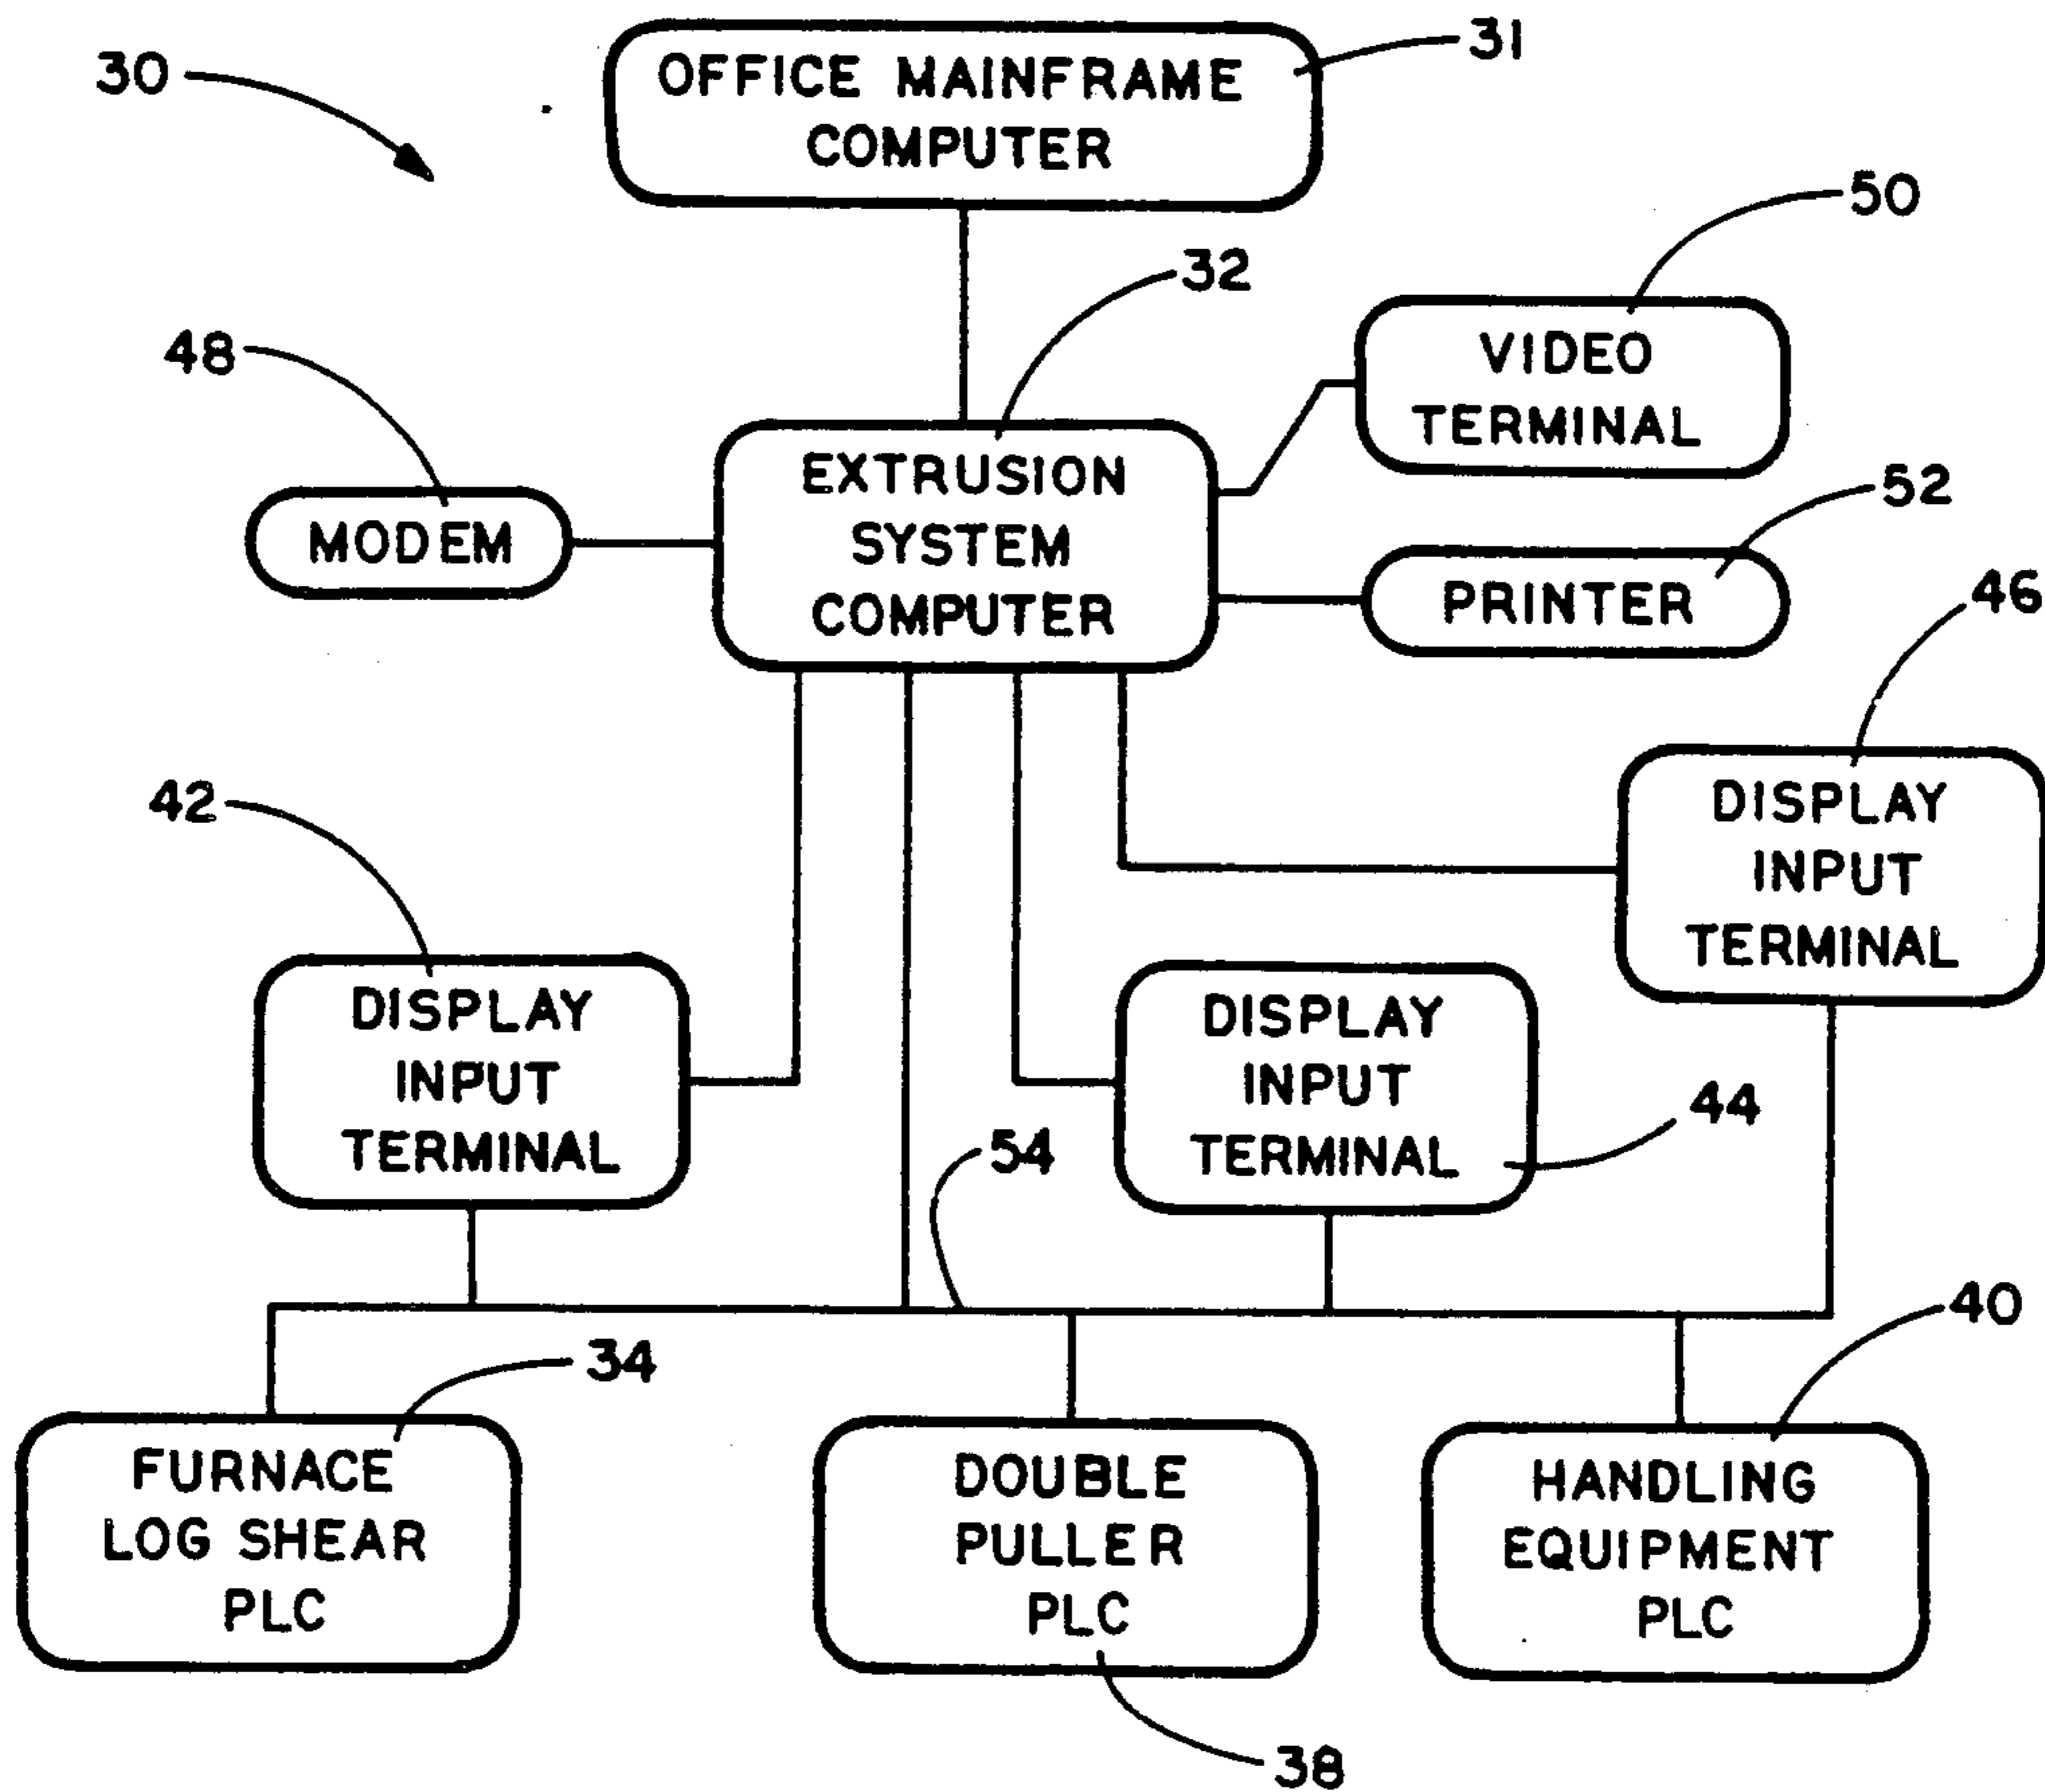 30
OFFICE MAINFRAME
COMPUTER
31
32
50
VIDEO
TERMINAL
48
MODEM
EXTRUSION
SYSTEM
COMPUTER
52
PRINTER
46
DISPLAY
INPUT
TERMINAL
42
DISPLAY
INPUT
TERMINAL
DISPLAY
INPUT
TERMINAL
44
54
34
40
FURNACE
LOG SHEAR
PLC
DOUBLE
PULLER
PLC
HANDLING
EQUIPMENT
PLC
38